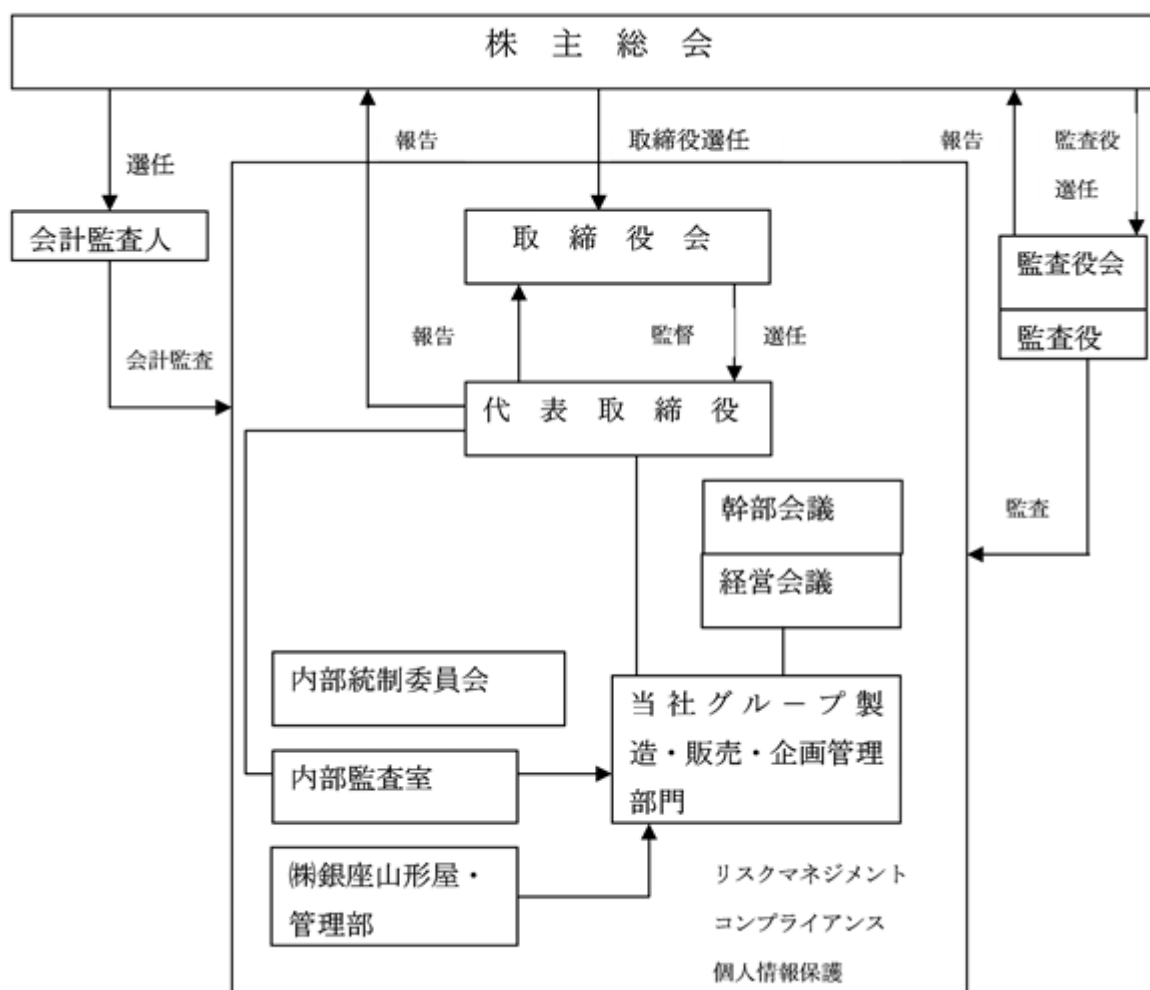 株主総会
報告
取締役選任
報告
監査役
選任
選任
会計監査人
取締役会
監査役会
監査役
会計監査
報告
監督
選任
代表取締役
幹部会議
経営会議
監査
内部統制委員会
当社グループ製
造・販売・企画管理
部門
内部監査室
㈱銀座山形屋・
管理部
リスクマネジメント
コンプライアンス
個人情報保護